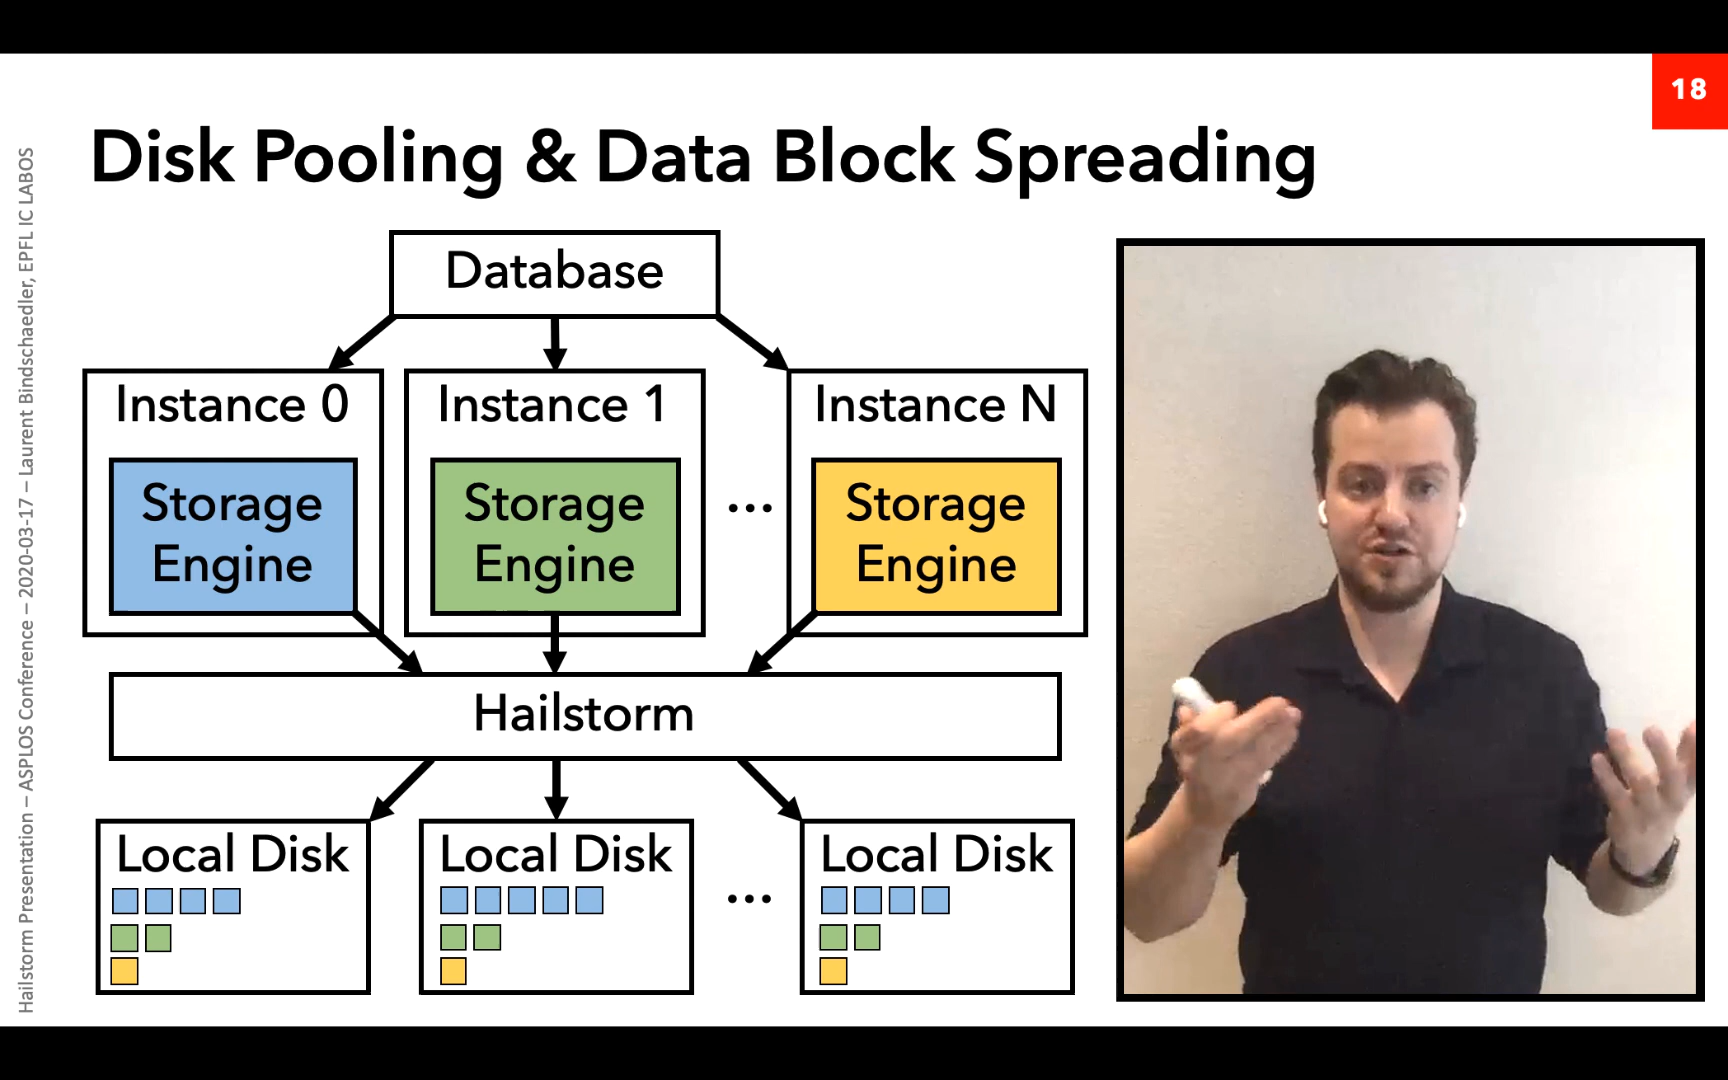 18
Disk Pooling & Data Block Spreading
Hailstorm Presentation – ASPLOS Conference – 2020-03-17 – Laurent Bindschaedler, EPFL IC LABOS
Database
Instance 0
Instance 1
Instance N
Storage
Engine
Storage
Engine
...
Storage
Engine
Hailstorm
Local Disk
Local Disk
...
Local Disk